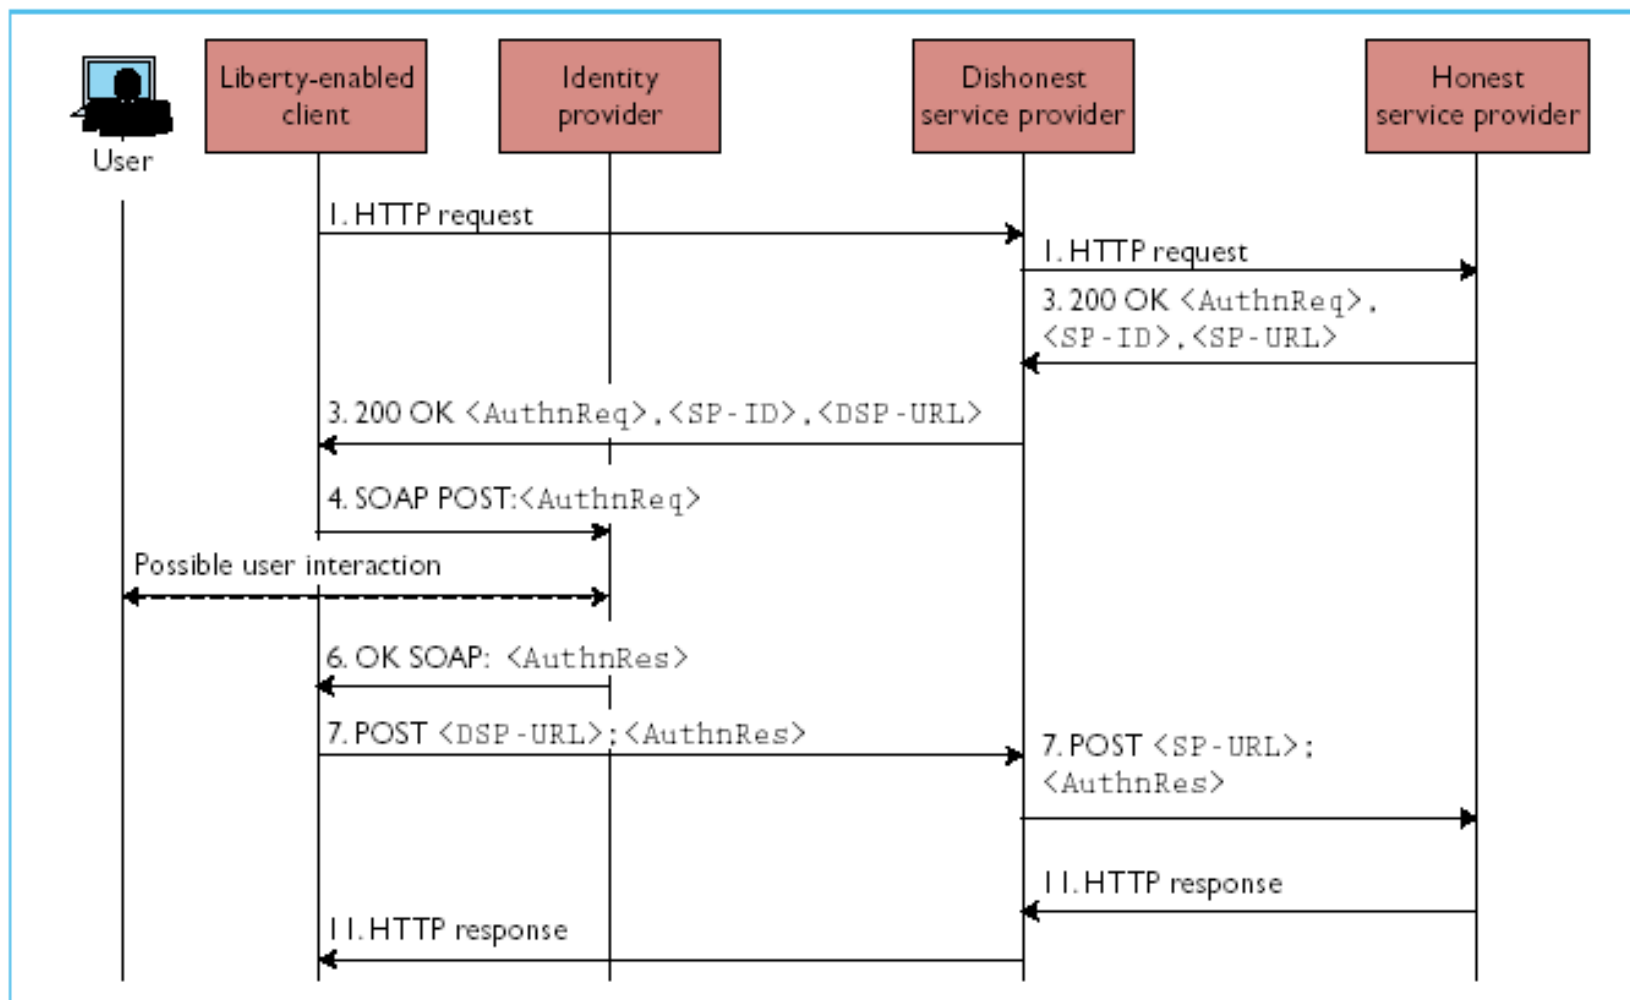 Liberty-enabled
client
Identity
provider
Dishonest
service provider
Honest
service provider
User
1. HTTP request
1. HTTP request
3. 200 OK <AuthnReq>,
<SP-ID>,<SP-URL>
3. 200 OK <AuthnReq>,<SP-ID>,<DSP-URL>
4. SOAP POST:<AuthnReq>
Possible user interaction
6. OK SOAP: <AuthnRes>
7. POST <DSP-URL>;<AuthnRes>
7. POST <SP-URL>;
<AuthnRes>
11. HTTP response
11. HTTP response